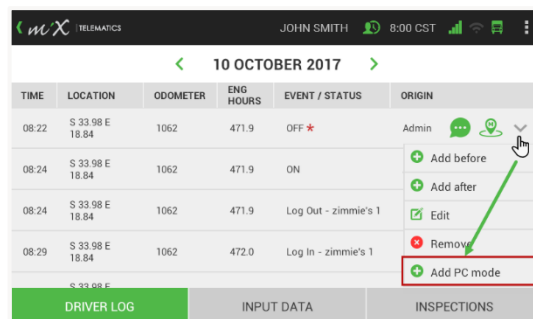 mix TELEMATICS JOHN SMITH 8:00 CST
10 OCTOBER 2017
TIME LOCATION ODOMETER ENG HOURS EVENT / STATUS ORIGIN
08:22 S 33.98 E 18.84 1062 471.9 OFF * Admin
Add before
08:24 S 33.98 E 18.84 1062 471.9 ON
Add after
08:24 S 33.98 E 18.84 1062 471.9 Log Out - zimmie's 1
Edit
08:29 S 33.98 E 18.84 1062 472.0 Log In - zimmie's 1
Remove
Add PC mode
S 33.98 E
DRIVER LOG INPUT DATA INSPECTIONS